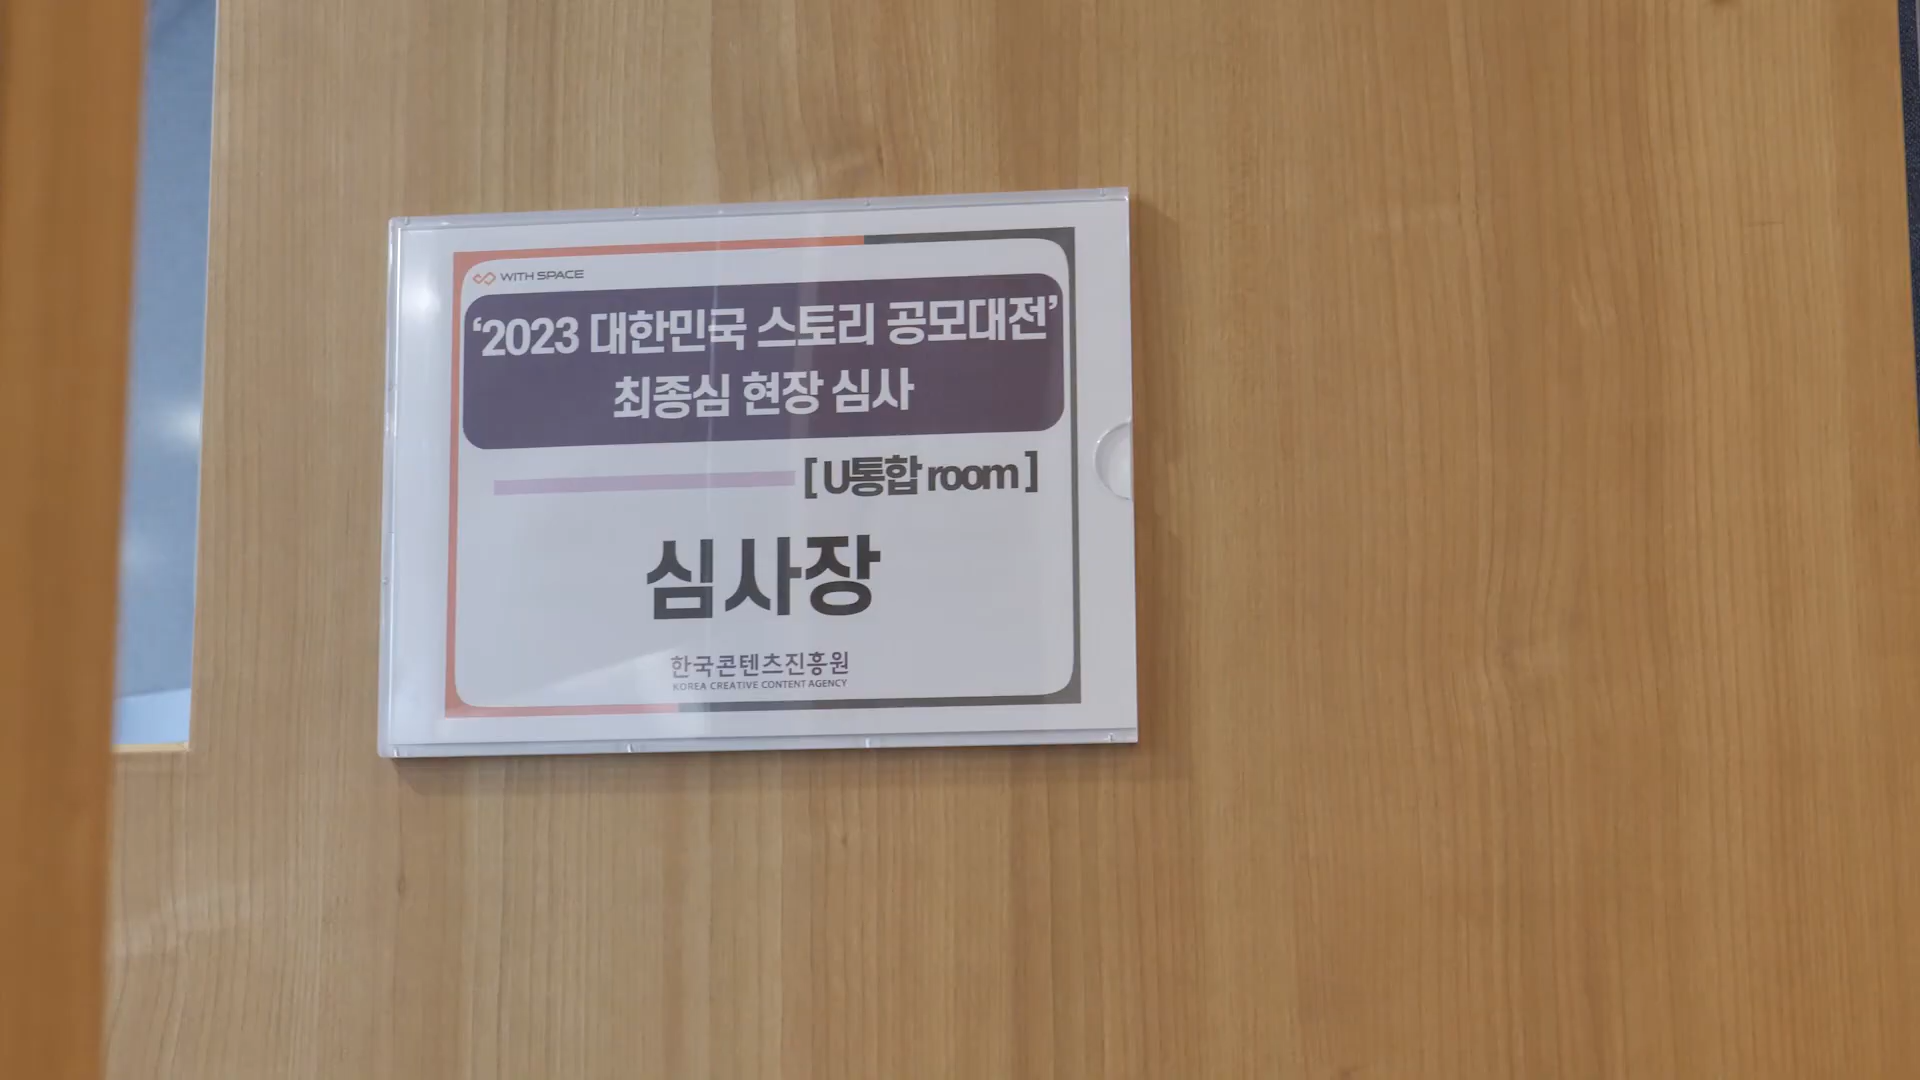 WITH SPACE
‘2023 대한민국 스토리 공모대전’
최종심 현장 심사
[ U통합 room ]
심사장
한국콘텐츠진흥원
KOREA CREATIVE CONTENT AGENCY